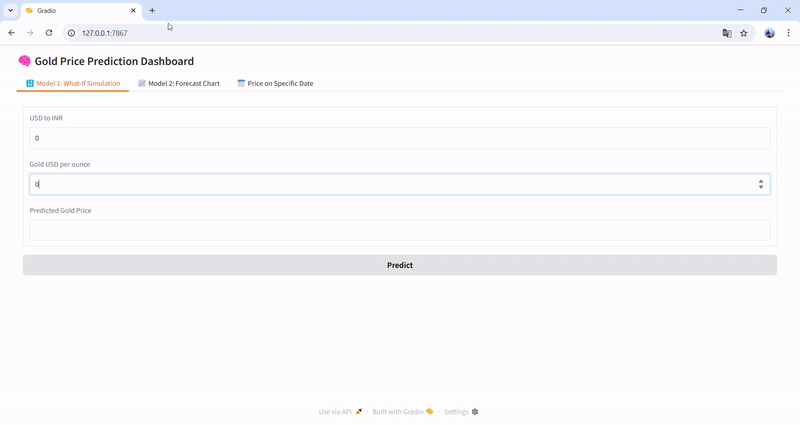 Gradio
127.0.0.1:7867
Gold Price Prediction Dashboard
Model 1: What-If Simulation Model 2: Forecast Chart Price on Specific Date
USD to INR
0
Gold USD per ounce
0
Predicted Gold Price
Predict
Use via API · Built with Gradio · Settings